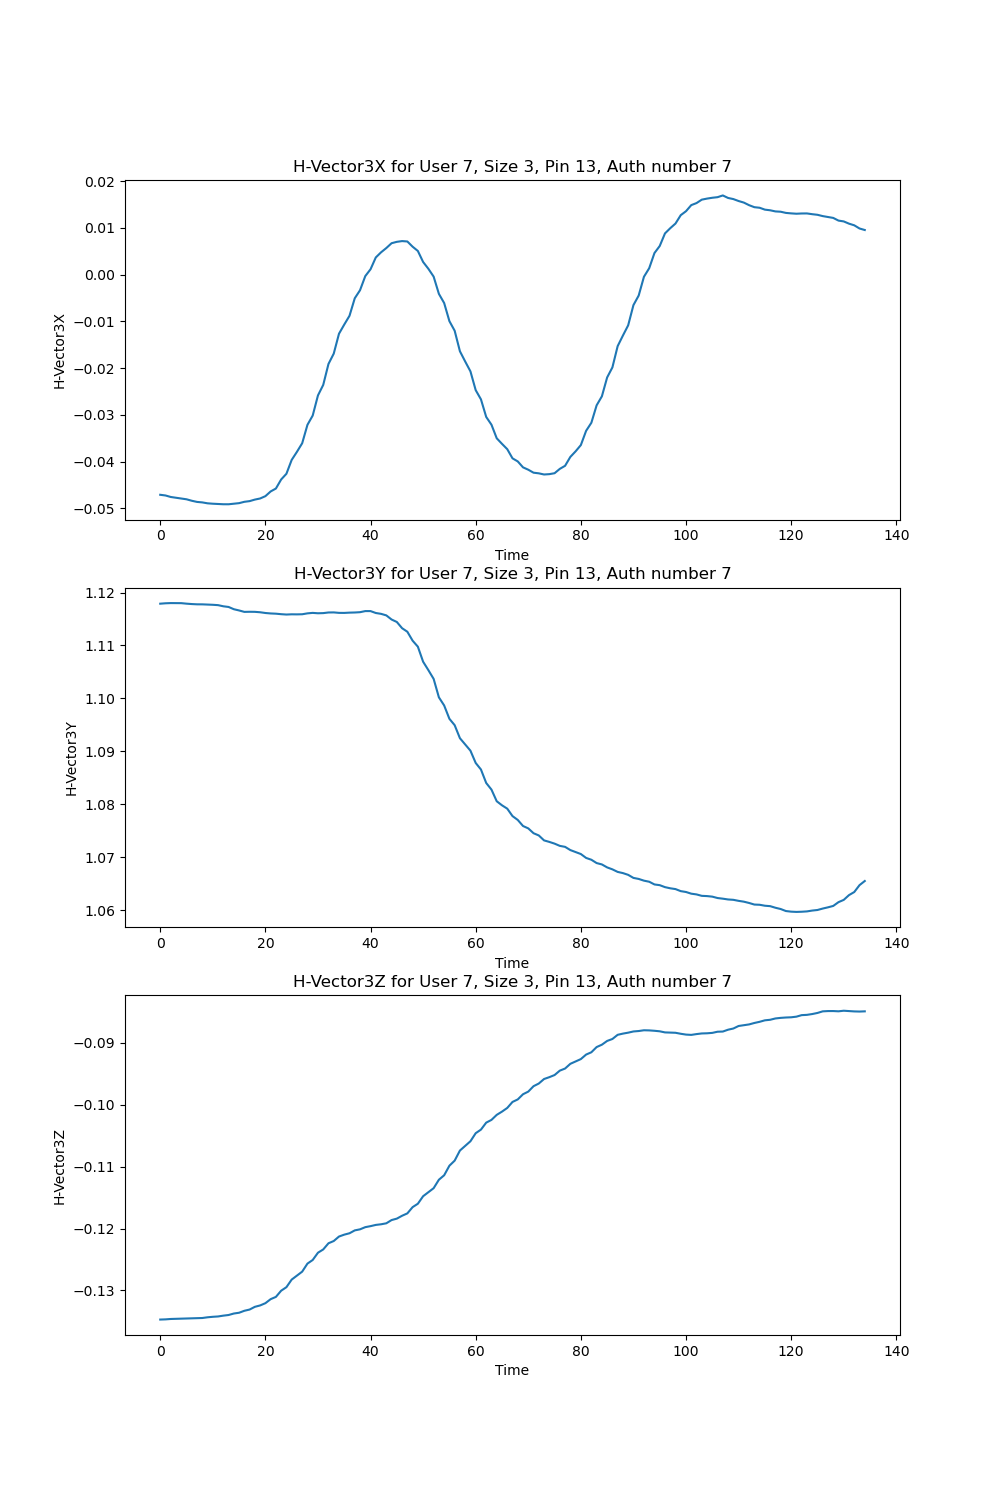 H-Vector3X for User 7, Size 3, Pin 13, Auth number 7
0.02
0.01
0.00
−0.01
−0.02
−0.03
−0.04
−0.05
H-Vector3X
0 20 40 60 80 100 120 140
Time
H-Vector3Y for User 7, Size 3, Pin 13, Auth number 7
1.12
1.11
1.10
1.09
1.08
1.07
1.06
H-Vector3Y
0 20 40 60 80 100 120 140
Time
H-Vector3Z for User 7, Size 3, Pin 13, Auth number 7
−0.09
−0.10
−0.11
−0.12
−0.13
H-Vector3Z
0 20 40 60 80 100 120 140
Time